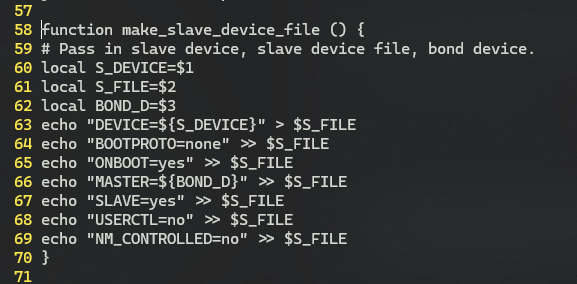 57
58 function make_slave_device_file () {
59 # Pass in slave device, slave device file, bond device.
60 local S_DEVICE=$1
61 local S_FILE=$2
62 local BOND_D=$3
63 echo "DEVICE=${S_DEVICE}" > $S_FILE
64 echo "BOOTPROTO=none" >> $S_FILE
65 echo "ONBOOT=yes" >> $S_FILE
66 echo "MASTER=${BOND_D}" >> $S_FILE
67 echo "SLAVE=yes" >> $S_FILE
68 echo "USERCTL=no" >> $S_FILE
69 echo "NM_CONTROLLED=no" >> $S_FILE
70 }
71